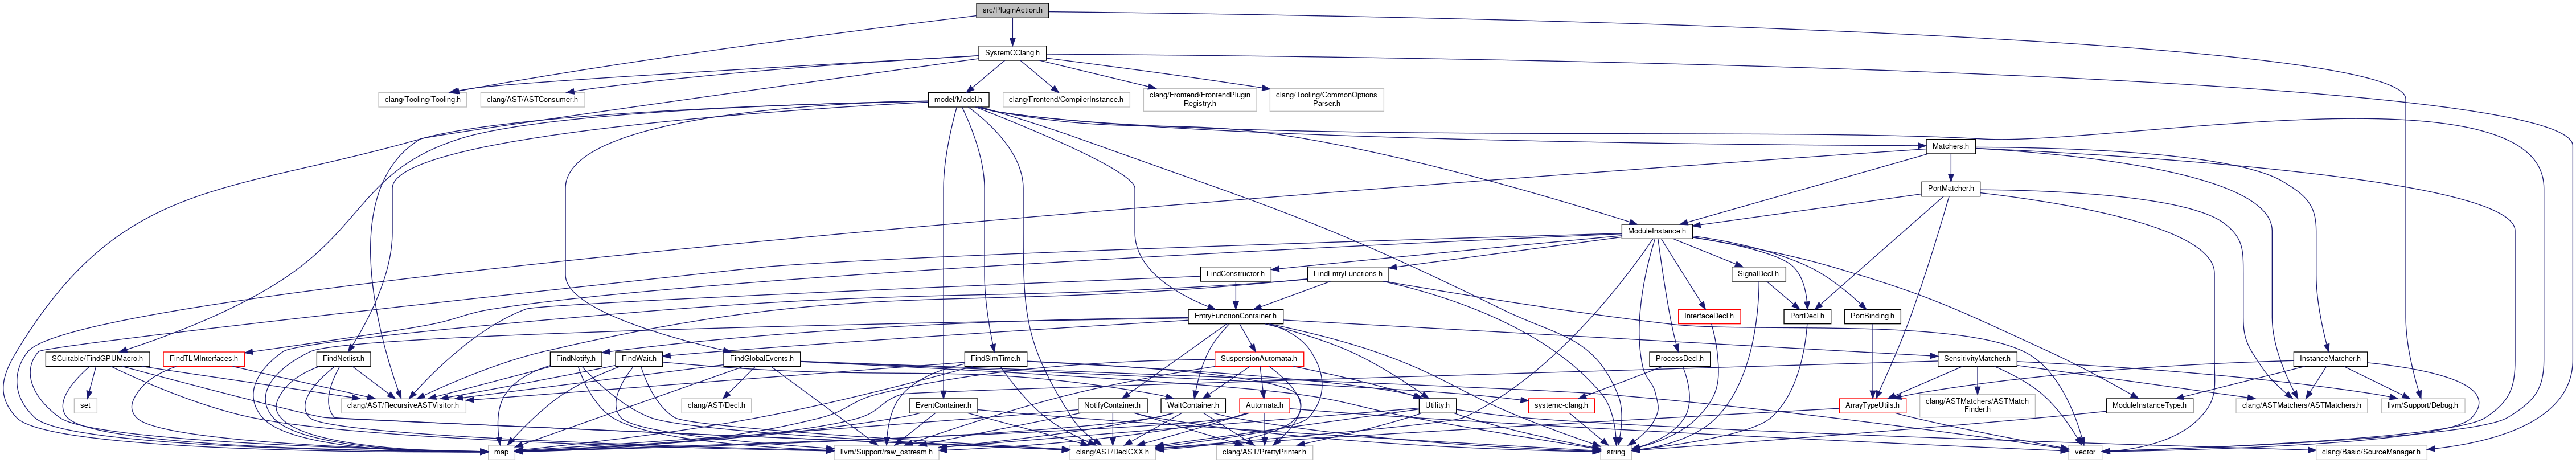 src/PluginAction.h
SystemCClang.h
clang/Tooling/Tooling.h
clang/AST/ASTConsumer.h
model/Model.h
clang/Frontend/CompilerInstance.h
clang/Frontend/FrontendPlugin
Registry.h
clang/Tooling/CommonOptions
Parser.h
Matchers.h
PortMatcher.h
ModuleInstance.h
FindConstructor.h
FindEntryFunctions.h
SignalDecl.h
EntryFunctionContainer.h
InterfaceDecl.h
PortDecl.h
PortBinding.h
SCuitable/FindGPUMacro.h
FindTLMInterfaces.h
FindNetlist.h
FindNotify.h
FindWait.h
FindGlobalEvents.h
FindSimTime.h
SuspensionAutomata.h
ProcessDecl.h
SensitivityMatcher.h
InstanceMatcher.h
set
clang/AST/RecursiveASTVisitor.h
clang/AST/Decl.h
EventContainer.h
NotifyContainer.h
WaitContainer.h
Automata.h
Utility.h
systemc-clang.h
ArrayTypeUtils.h
clang/ASTMatchers/ASTMatch
Finder.h
ModuleInstanceType.h
clang/ASTMatchers/ASTMatchers.h
llvm/Support/Debug.h
map
llvm/Support/raw_ostream.h
clang/AST/DeclCXX.h
clang/AST/PrettyPrinter.h
string
vector
clang/Basic/SourceManager.h